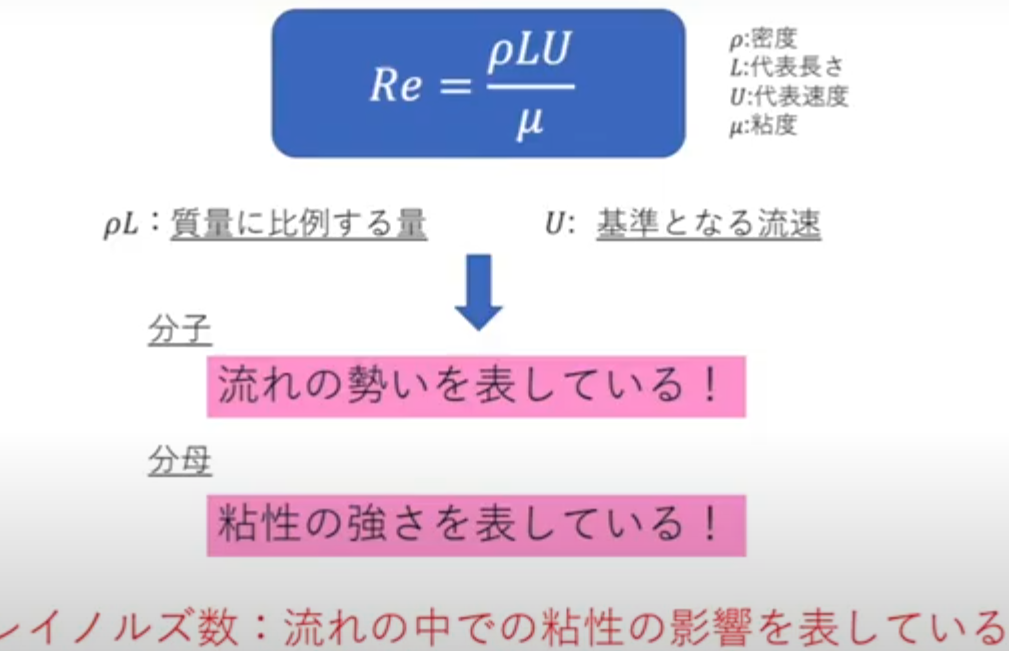 Re = ρLU / μ
ρ:密度
L:代表長さ
U:代表速度
μ:粘度
ρL：質量に比例する量 U: 基準となる流速
分子
流れの勢いを表している！
分母
粘性の強さを表している！
レイノルズ数：流れの中での粘性の影響を表している